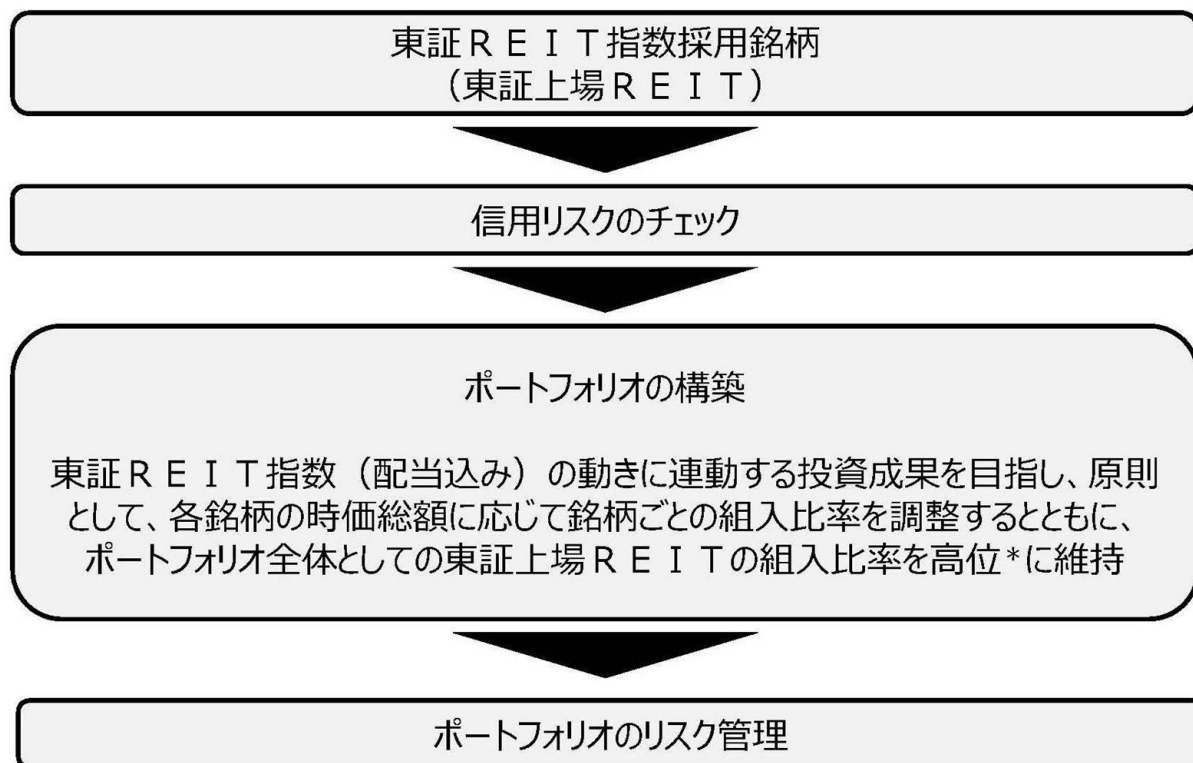 東証ＲＥＩＴ指数採用銘柄
（東証上場ＲＥＩＴ）
信用リスクのチェック
ポートフォリオの構築
東証ＲＥＩＴ指数（配当込み）の動きに連動する投資成果を目指し、原則
として、各銘柄の時価総額に応じて銘柄ごとの組入比率を調整するとともに、
ポートフォリオ全体としての東証上場ＲＥＩＴの組入比率を高位*に維持
ポートフォリオのリスク管理